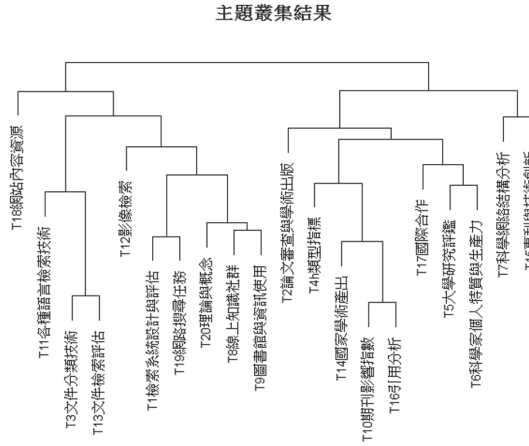 主題叢集結果
T18網站內容資源
T11各種語言檢索技術
T3文件分類技術
T13文件檢索評估
T12影像檢索
T1檢索系統設計與評估
T19網路搜尋任務
T20理論與概念
T8線上知識社群
T9圖書館與資訊使用
T2論文審查與學術出版
T4h類型指標
T14國家學術產出
T10期刊影響指數
T16引用分析
T17國際合作
T5大學研究評鑑
T6科學家個人特質與生產力
T7科學網絡結構分析